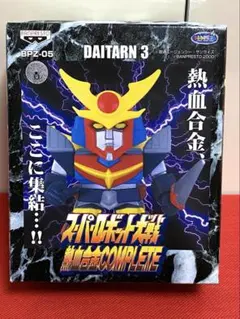 BANPRESTO
BPZ-05
DAITARN 3
熱血合金、
ここに集結…!!
スーパーロボット大戦
熱血合金COMPLETE